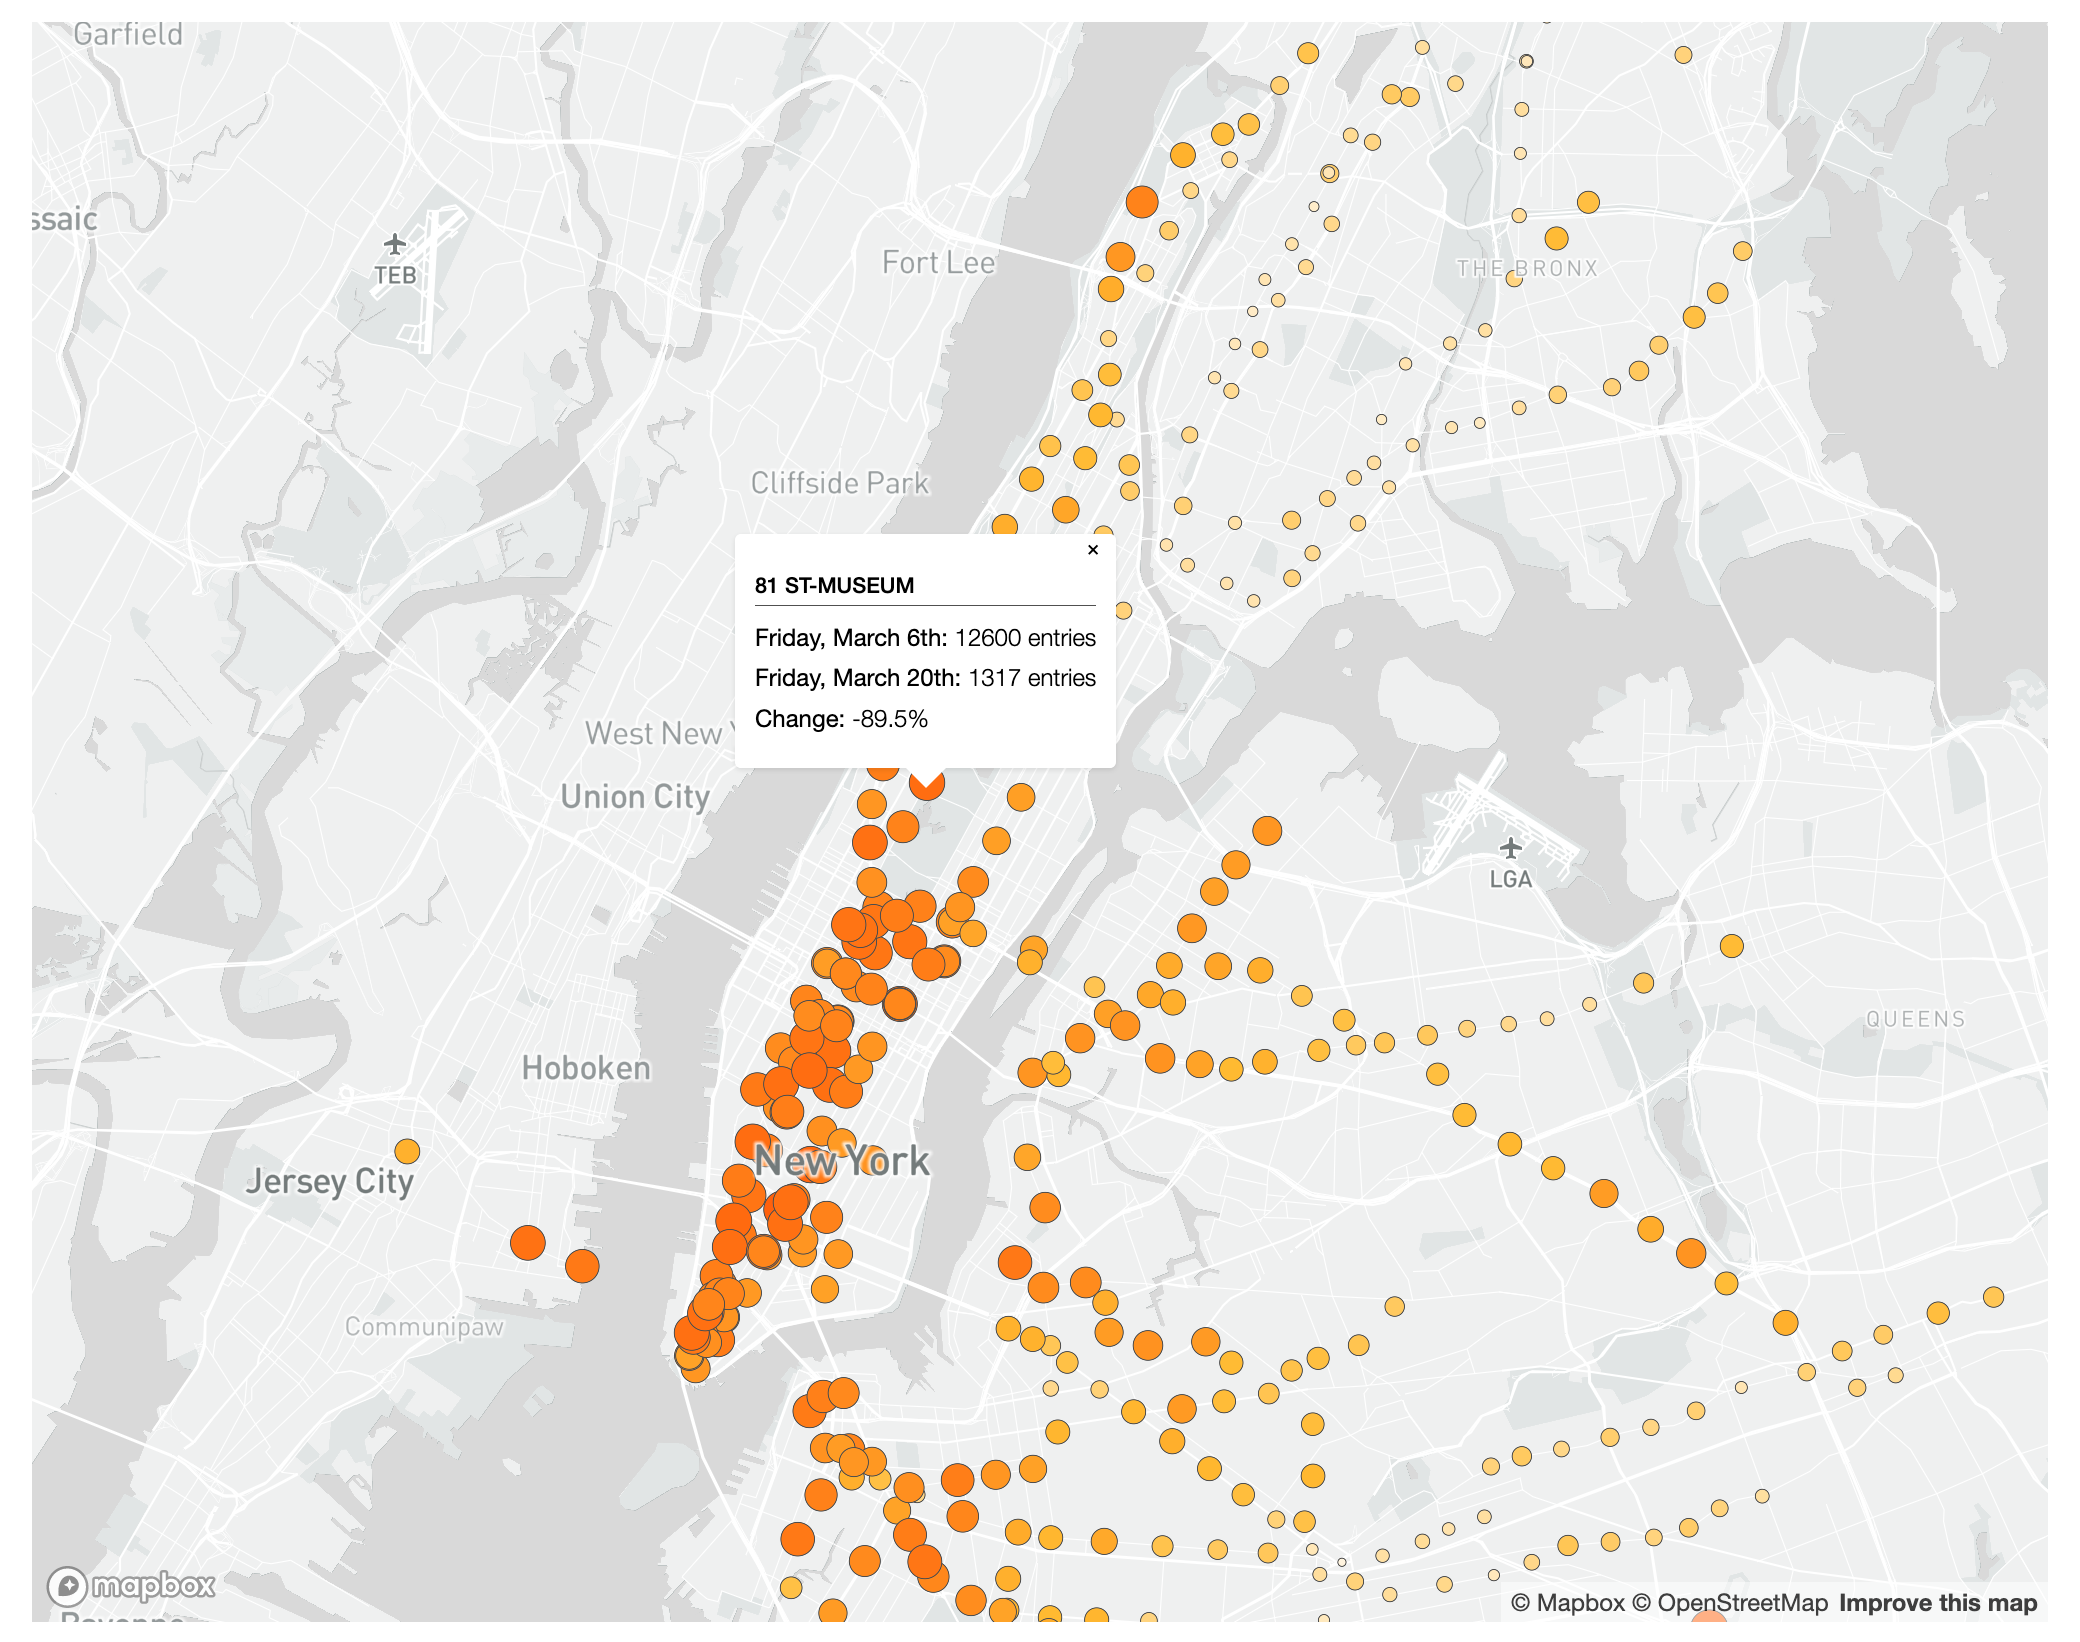 Garfield
ssaic
TEB
Fort Lee
THE BRONX
Cliffside Park
×
81 ST-MUSEUM
Friday, March 6th: 12600 entries
Friday, March 20th: 1317 entries
Change: -89.5%
West New
Union City
LGA
QUEENS
Hoboken
New York
Jersey City
Communipaw
mapbox
Bayonne
© Mapbox © OpenStreetMap Improve this map